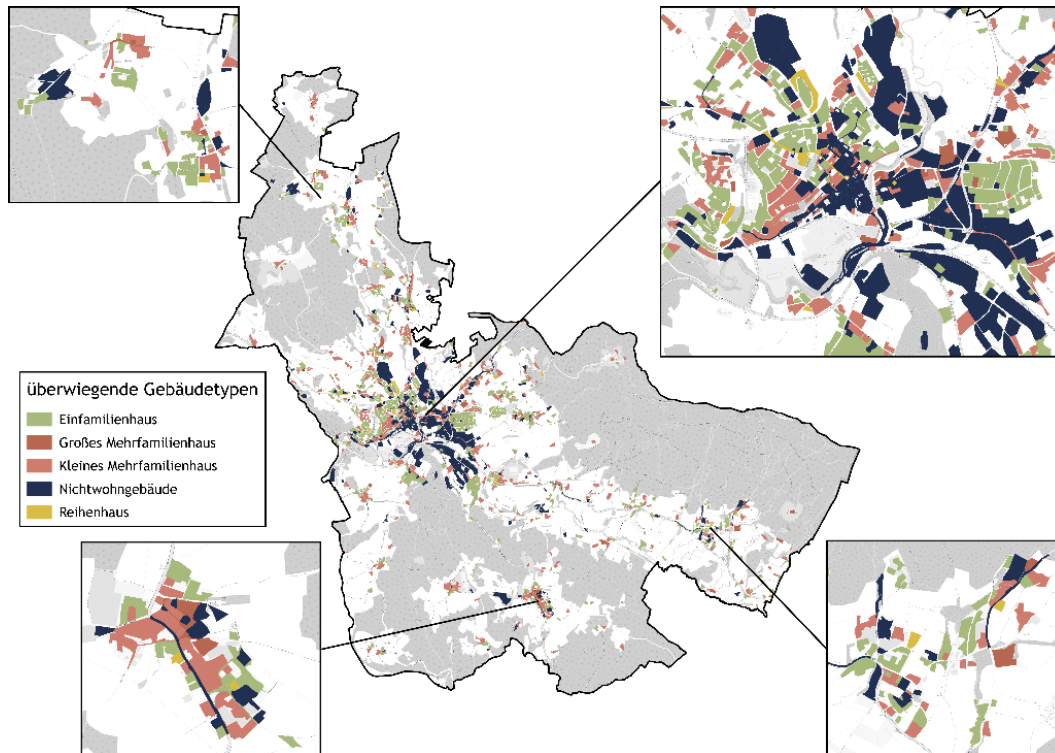 überwiegende Gebäudetypen
Einfamilienhaus
Großes Mehrfamilienhaus
Kleines Mehrfamilienhaus
Nichtwohngebäude
Reihenhaus